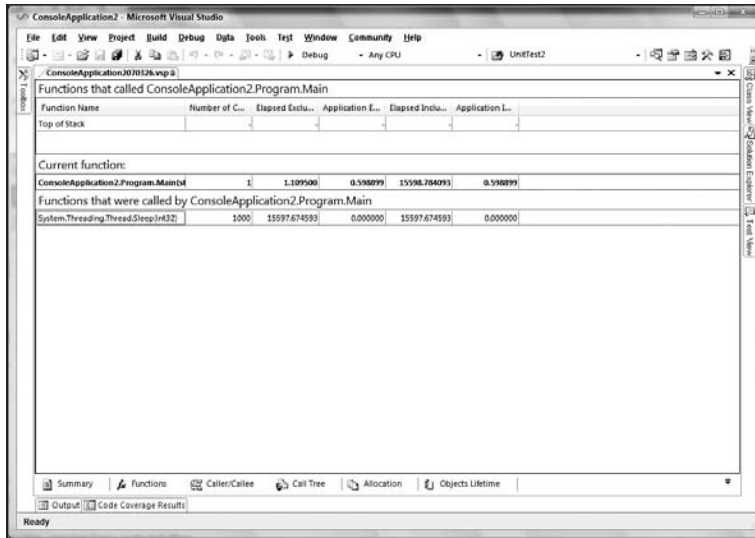 ConsoleApplication2 - Microsoft Visual Studio
File Edit View Project Build Debug Data Tools Test Window Community Help
Debug Any CPU UnitTest2
ConsoleApplication2070326.vsp
Functions that called ConsoleApplication2.Program.Main
Function Name Number of C... Elapsed Exclu... Application E... Elapsed Inclu... Application I...
Top of Stack - - - - -
Current function:
ConsoleApplication2.Program.Main(st 1 1.109500 0.598899 15598.784093 0.598899
Functions that were called by ConsoleApplication2.Program.Main
System.Threading.Thread.Sleep(int32) 1000 15597.674593 0.000000 15597.674593 0.000000
Summary Functions Caller/Callee Call Tree Allocation Objects Lifetime
Output Code Coverage Results
Ready
Toolbox
Class View
Solution Explorer
Test View